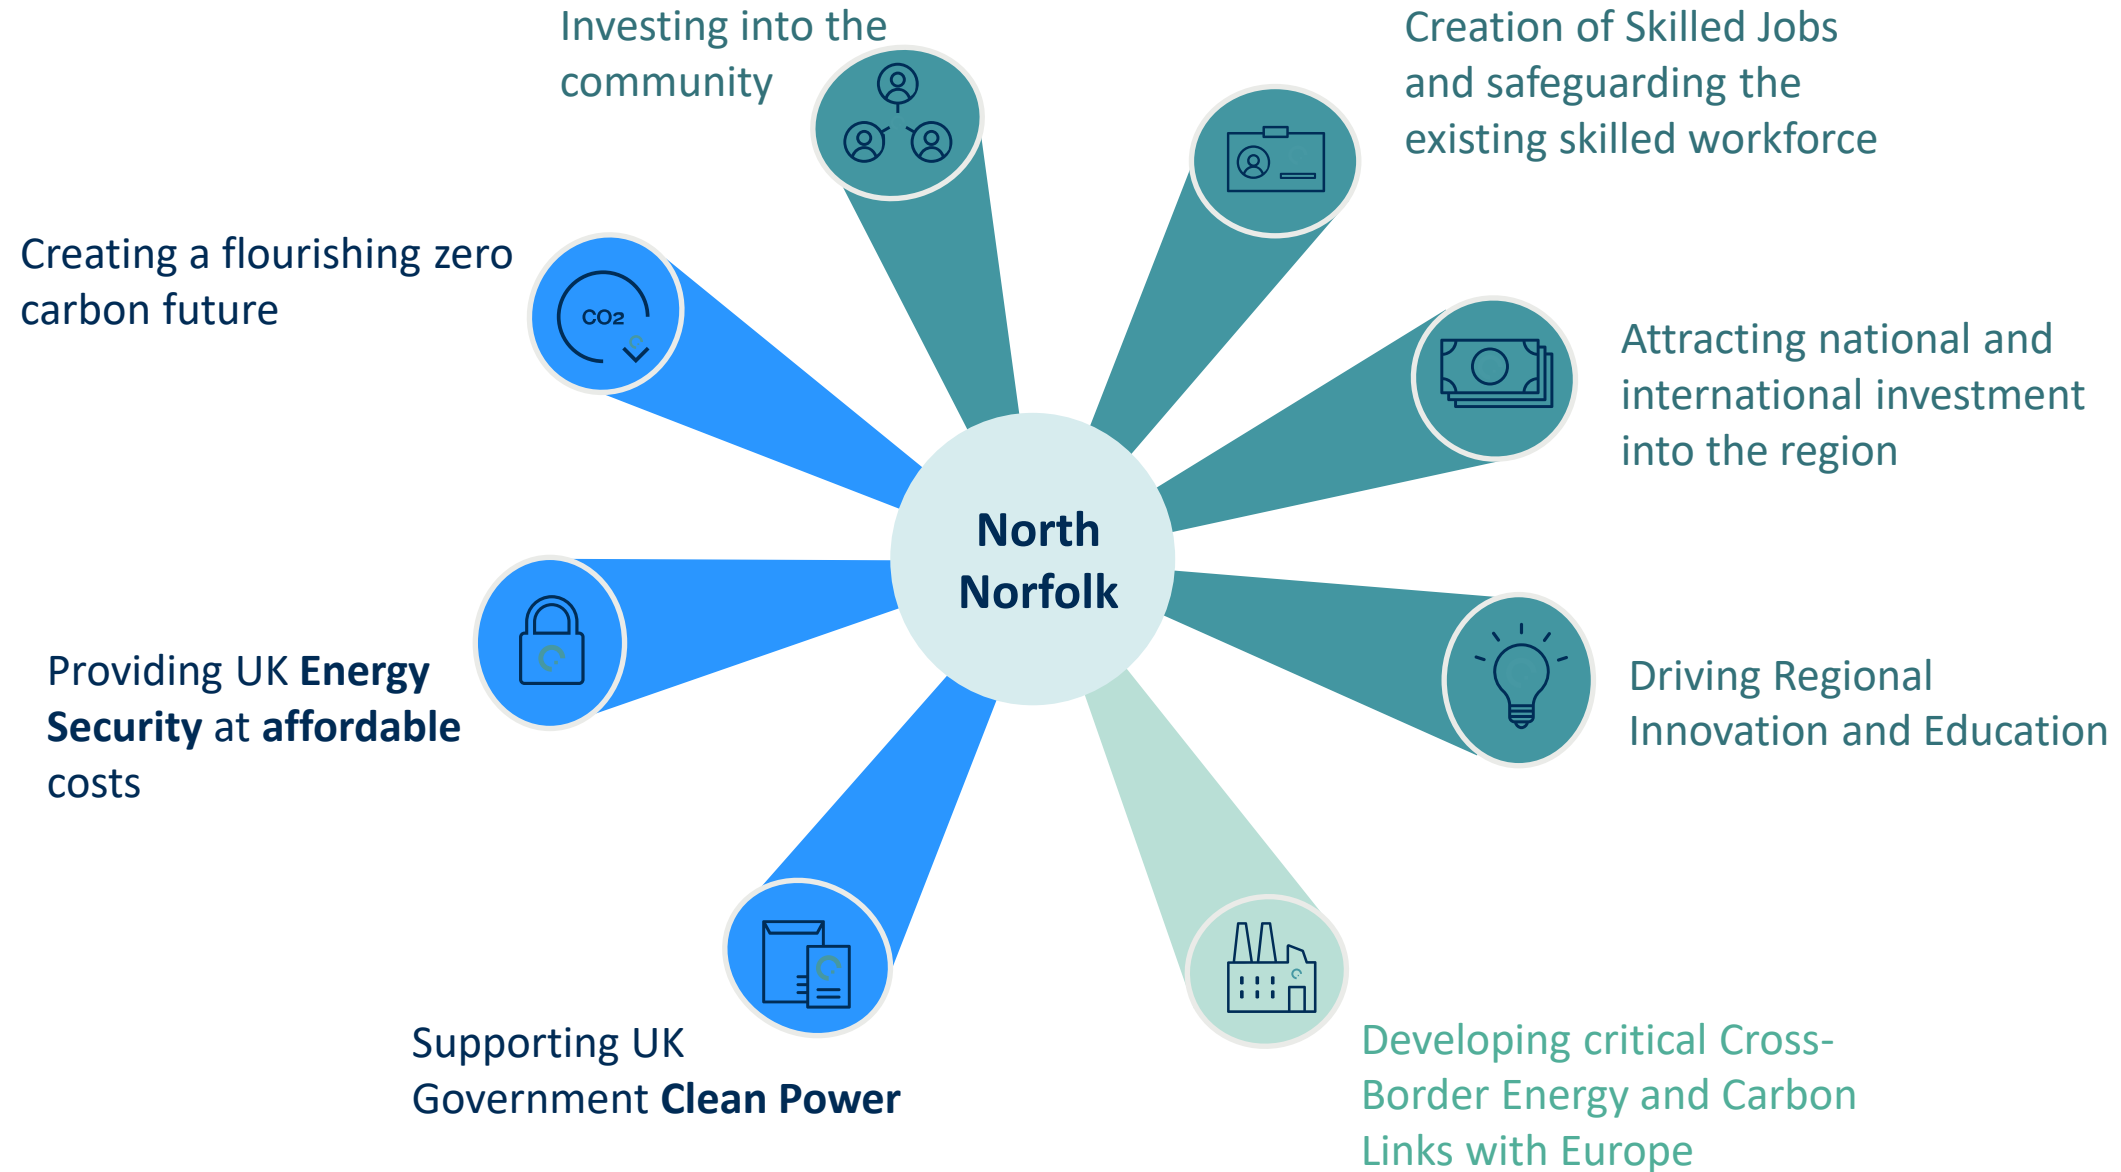 Investing into the
community
Creation of Skilled Jobs
and safeguarding the
existing skilled workforce
Creating a flourishing zero
carbon future
CO2
Attracting national and
international investment
into the region
North
Norfolk
Providing UK Energy
Security at affordable
costs
Driving Regional
Innovation and Education
Supporting UK
Government Clean Power
Developing critical Cross-
Border Energy and Carbon
Links with Europe